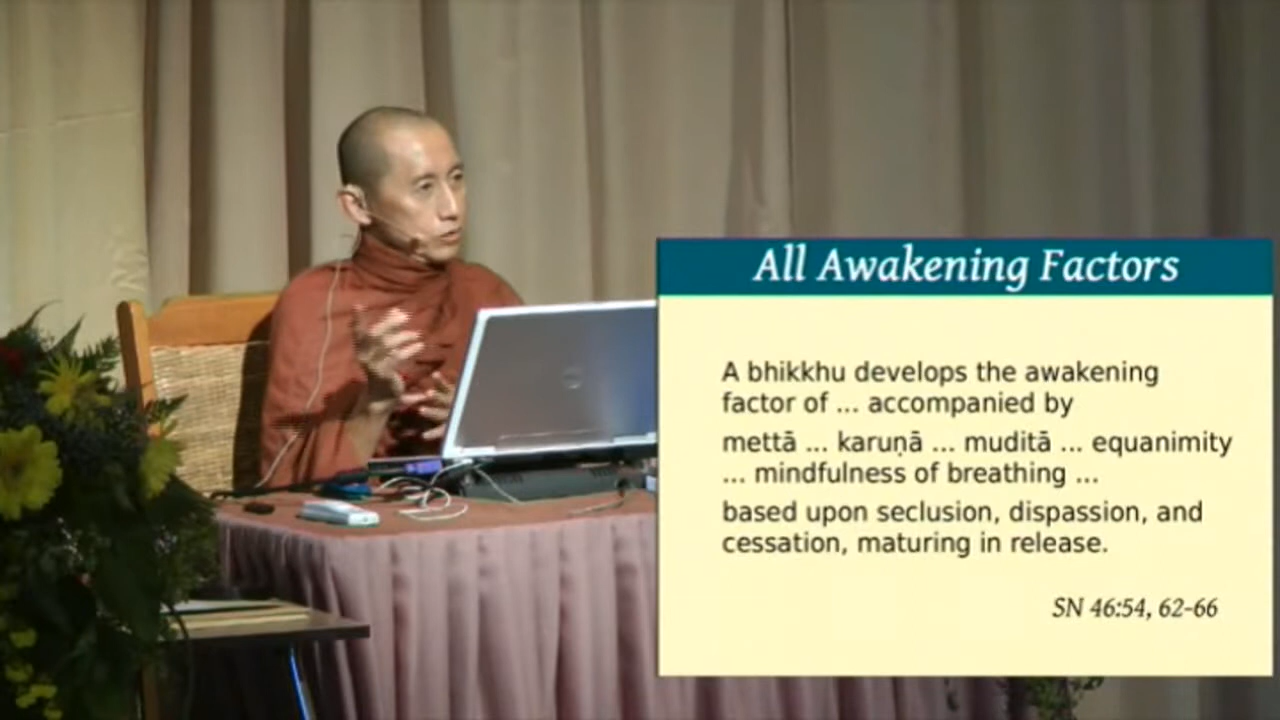 All Awakening Factors
A bhikkhu develops the awakening
factor of ... accompanied by
mettā ... karuṇā ... muditā ... equanimity
... mindfulness of breathing ...
based upon seclusion, dispassion, and
cessation, maturing in release.
SN 46:54, 62-66